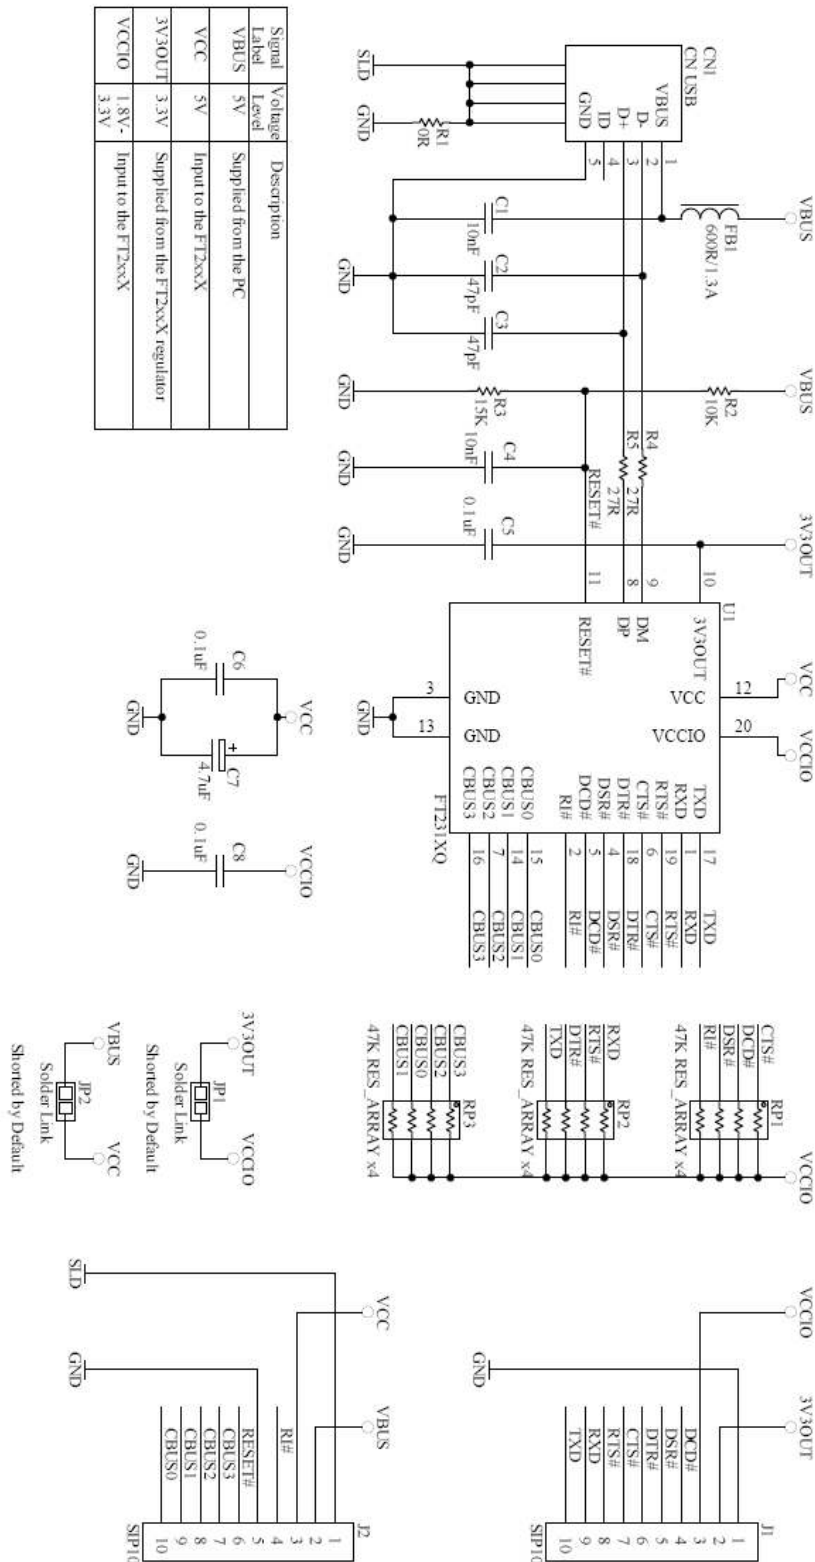 VBUS
VBUS
3V3OUT
VCC
VCCIO
VCCIO
VCCIO
3V3OUT
CN1
CN USB
VBUS
D-
D+
ID
GND
1
2
3
4
5
FB1
600R/1.3A
R2
10K
R4
27R
R5
27R
RESET#
C1
10nF
C2
47pF
C3
47pF
R3
15K
C4
10nF
C5
0.1uF
R1
0R
SLD
GND
GND
GND
GND
GND
U1
10
9
8
11
3V3OUT
DM
DP
RESET#
VCC
12
VCCIO
20
GND
3
GND
13
GND
TXD
RXD
RTS#
CTS#
DTR#
DSR#
DCD#
RI#
CBUS0
CBUS1
CBUS2
CBUS3
FT231XQ
17 TXD
1 RXD
19 RTS#
6 CTS#
18 DTR#
4 DSR#
5 DCD#
2 RI#
15 CBUS0
14 CBUS1
7 CBUS2
16 CBUS3
RP1
CTS#
DCD#
DSR#
RI#
47K RES_ARRAY x4
RP2
RXD
RTS#
DTR#
TXD
47K RES_ARRAY x4
RP3
CBUS3
CBUS2
CBUS0
CBUS1
47K RES_ARRAY x4
J1
1
2
3
DCD# 4
DSR# 5
DTR# 6
CTS# 7
RTS# 8
RXD 9
TXD 10
SIP10
GND
Signal Label
Voltage Level
Description
VBUS 5V Supplied from the PC
VCC 5V Input to the FT2xxX
3V3OUT 3.3V Supplied from the FT2xxX regulator
VCCIO 1.8V-3.3V Input to the FT2xxX
VCC
C6
0.1uF
C7
+
4.7uF
GND
VCCIO
C8
0.1uF
GND
3V3OUT
VCCIO
JP1
Solder Link
Shorted by Default
VBUS
VCC
JP2
Solder Link
Shorted by Default
VCC
VBUS
SLD
GND
J2
1
2
3
RI# 4
5
RESET#
CBUS3 6
CBUS2 7
CBUS1 8
CBUS0 9
10
SIP10